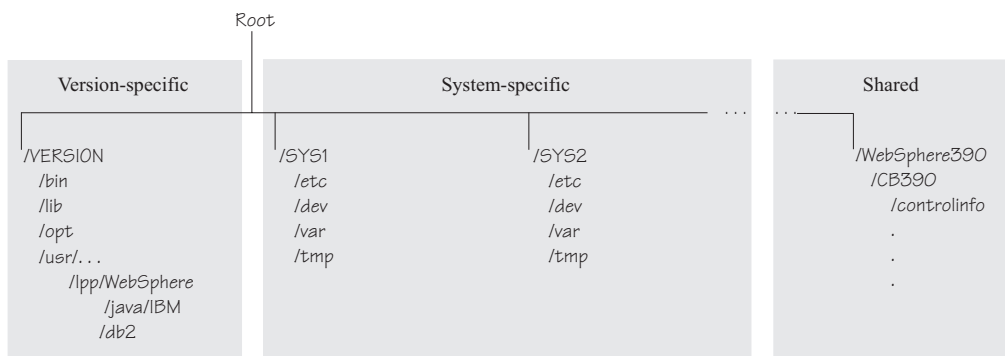 Root
Version-specific
System-specific
Shared
. . .
. . .
/VERSION
/bin
/lib
/opt
/usr/. . .
/lpp/WebSphere
/java/IBM
/db2
/SYS1
/etc
/dev
/var
/tmp
/SYS2
/etc
/dev
/var
/tmp
/WebSphere390
/CB390
/controlinfo
.
.
.